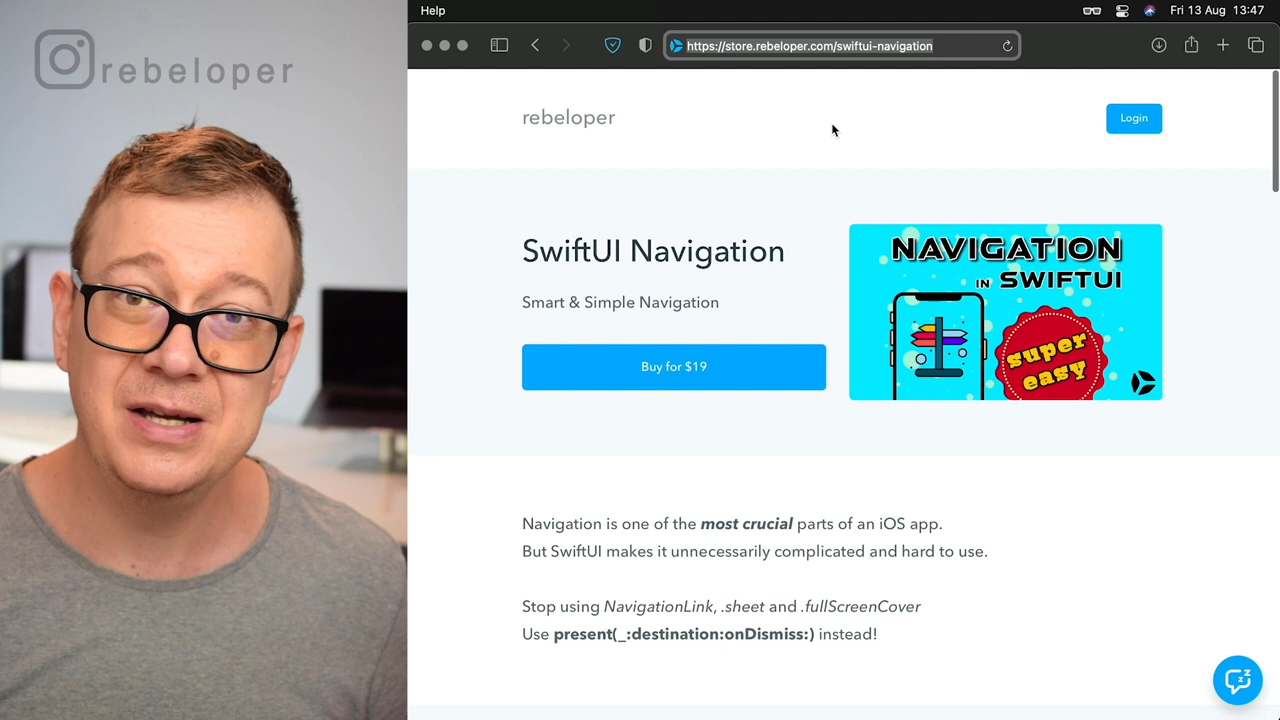 rebeloper
Help
Fri 13 Aug 13:47
https://store.rebeloper.com/swiftui-navigation
rebeloper
Login
SwiftUI Navigation
Smart & Simple Navigation
Buy for $19
NAVIGATION
IN SWIFTUI
super
easy
Navigation is one of the most crucial parts of an iOS app.
But SwiftUI makes it unnecessarily complicated and hard to use.
Stop using NavigationLink, .sheet and .fullScreenCover
Use present(_:destination:onDismiss:) instead!
z z